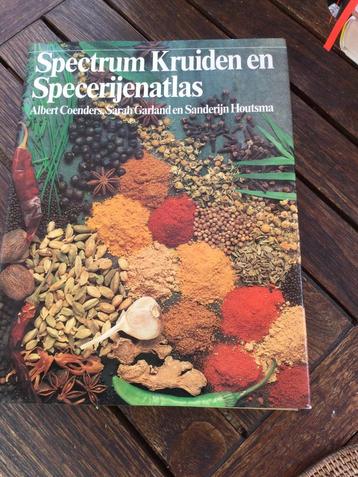 Spectrum Kruiden en
Specerijenatlas
Albert Coenders, Sarah Garland en Sanderijn Houtsma